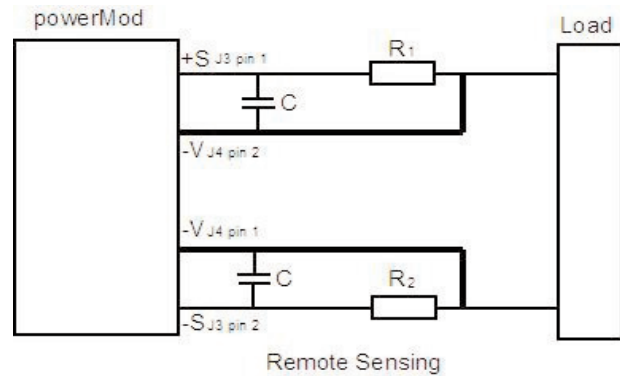 powerMod
Load
+S J3 pin 1
R1
C
-V J4 pin 2
-V J4 pin 1
C
R2
-S J3 pin 2
Remote Sensing